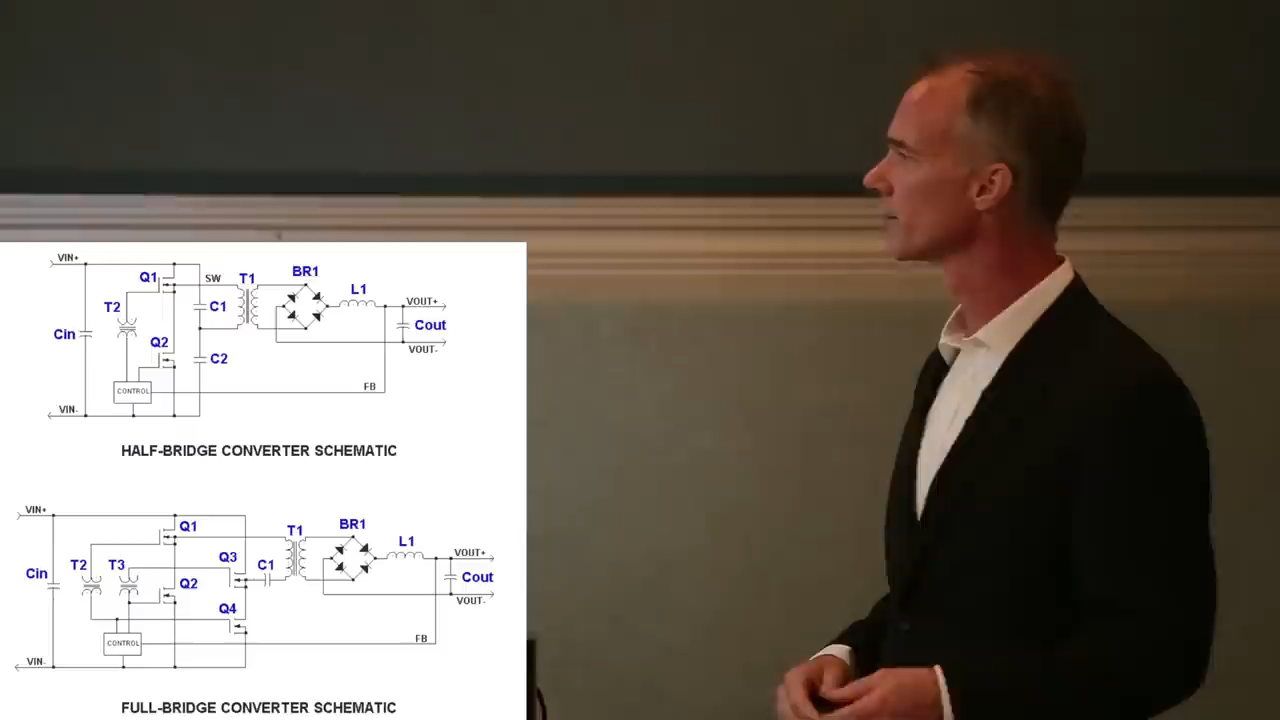 VIN+
Q1
SW
T1
BR1
L1
VOUT+
T2
C1
Cin
Cout
Q2
C2
VOUT-
CONTROL
FB
VIN-
HALF-BRIDGE CONVERTER SCHEMATIC
VIN+
Q1
T1
BR1
L1
VOUT+
T2
T3
Q3
C1
Cin
Q2
Cout
VOUT-
Q4
CONTROL
FB
VIN-
FULL-BRIDGE CONVERTER SCHEMATIC